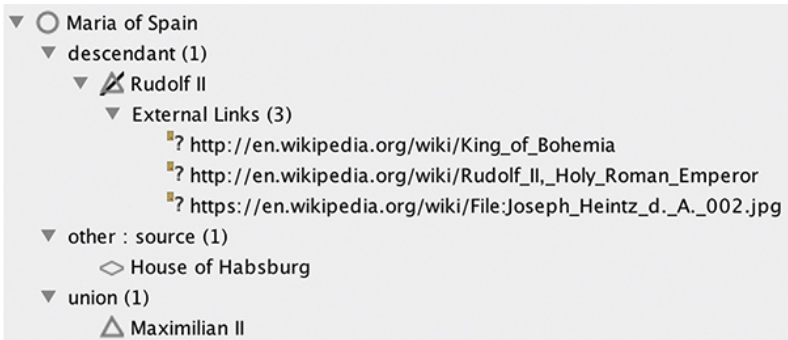 Maria of Spain
descendant (1)
Rudolf II
External Links (3)
? http://en.wikipedia.org/wiki/King_of_Bohemia
? http://en.wikipedia.org/wiki/Rudolf_II,_Holy_Roman_Emperor
? https://en.wikipedia.org/wiki/File:Joseph_Heintz_d._A._002.jpg
other : source (1)
House of Habsburg
union (1)
Maximilian II